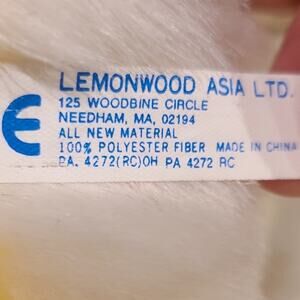 LEMONWOOD ASIA LTD.
125 WOODBINE CIRCLE
NEEDHAM, MA, 02194
ALL NEW MATERIAL
100% POLYESTER FIBER MADE IN CHINA
PA. 4272(RC)OH PA 4272 RC
CE